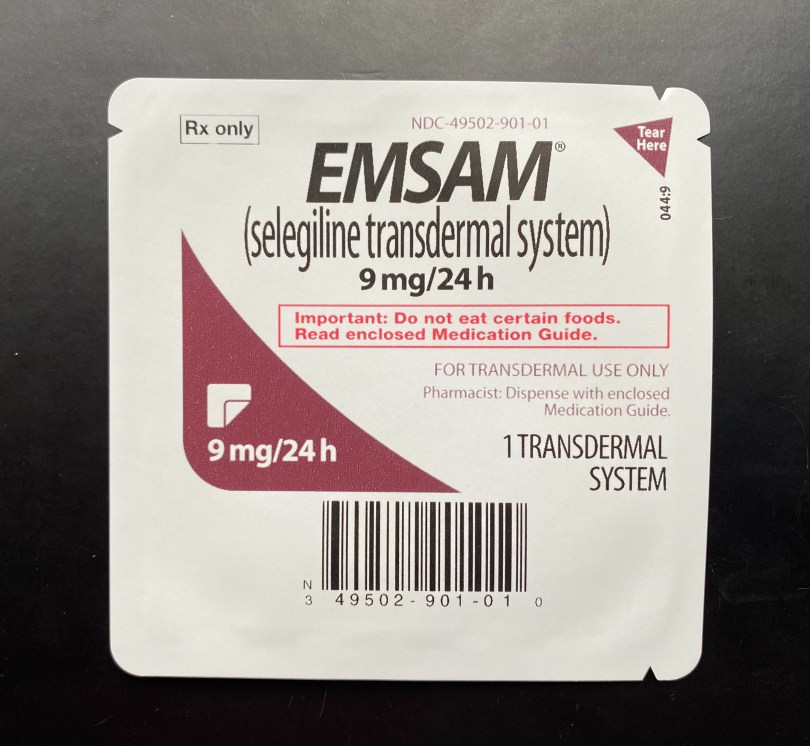 Rx only
NDC-49502-901-01
Tear
Here
EMSAM®
044:9
(selegiline transdermal system)
9 mg/24 h
Important: Do not eat certain foods.
Read enclosed Medication Guide.
FOR TRANSDERMAL USE ONLY
Pharmacist: Dispense with enclosed
Medication Guide.
9 mg/24 h
1 TRANSDERMAL
SYSTEM
N
3 49502-901-01 0